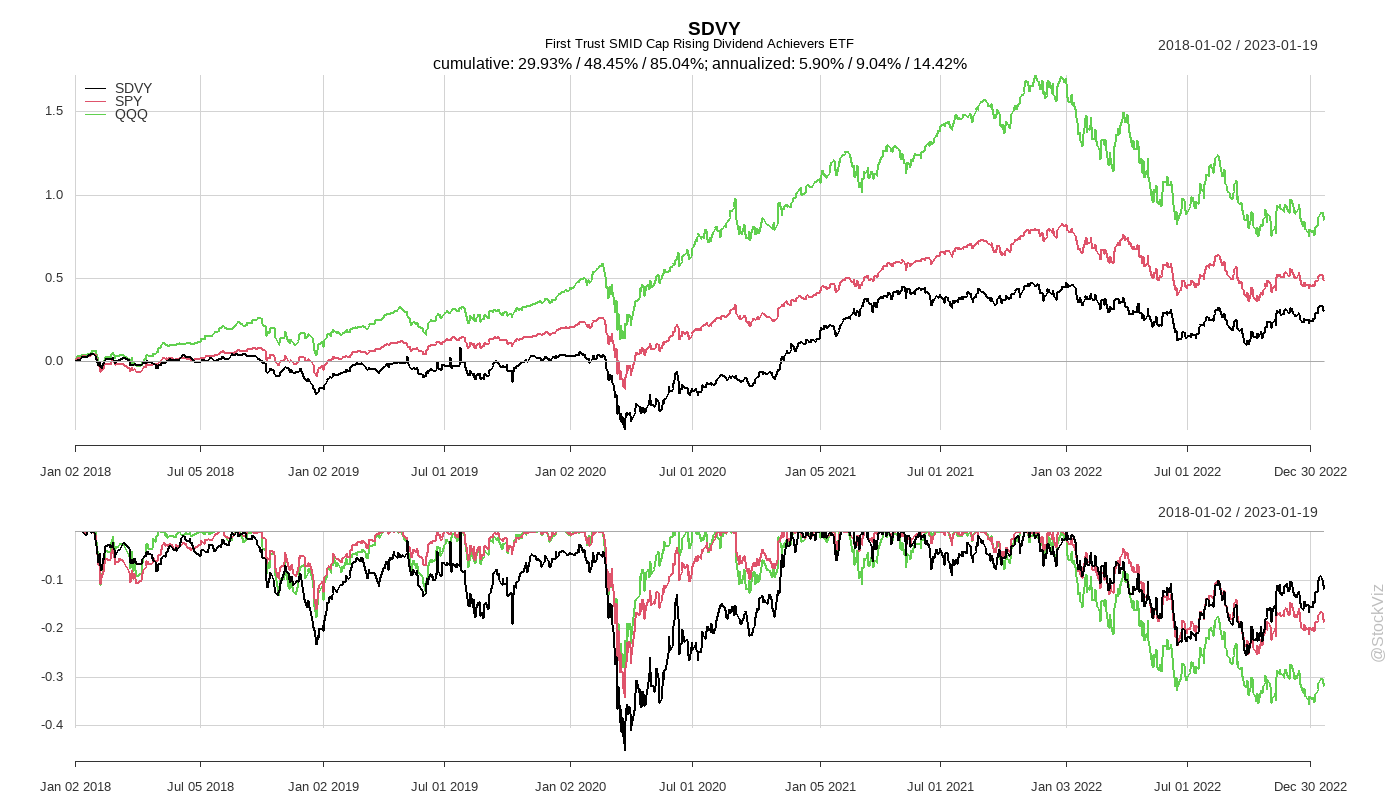 SDVY
First Trust SMID Cap Rising Dividend Achievers ETF
2018-01-02 / 2023-01-19
cumulative: 29.93% / 48.45% / 85.04%; annualized: 5.90% / 9.04% / 14.42%
SDVY
SPY
QQQ
1.5
1.0
0.5
0.0
Jan 02 2018 Jul 05 2018 Jan 02 2019 Jul 01 2019 Jan 02 2020 Jul 01 2020 Jan 05 2021 Jul 01 2021 Jan 03 2022 Jul 01 2022 Dec 30 2022
2018-01-02 / 2023-01-19
-0.1
-0.2
-0.3
-0.4
Jan 02 2018 Jul 05 2018 Jan 02 2019 Jul 01 2019 Jan 02 2020 Jul 01 2020 Jan 05 2021 Jul 01 2021 Jan 03 2022 Jul 01 2022 Dec 30 2022
@StockViz